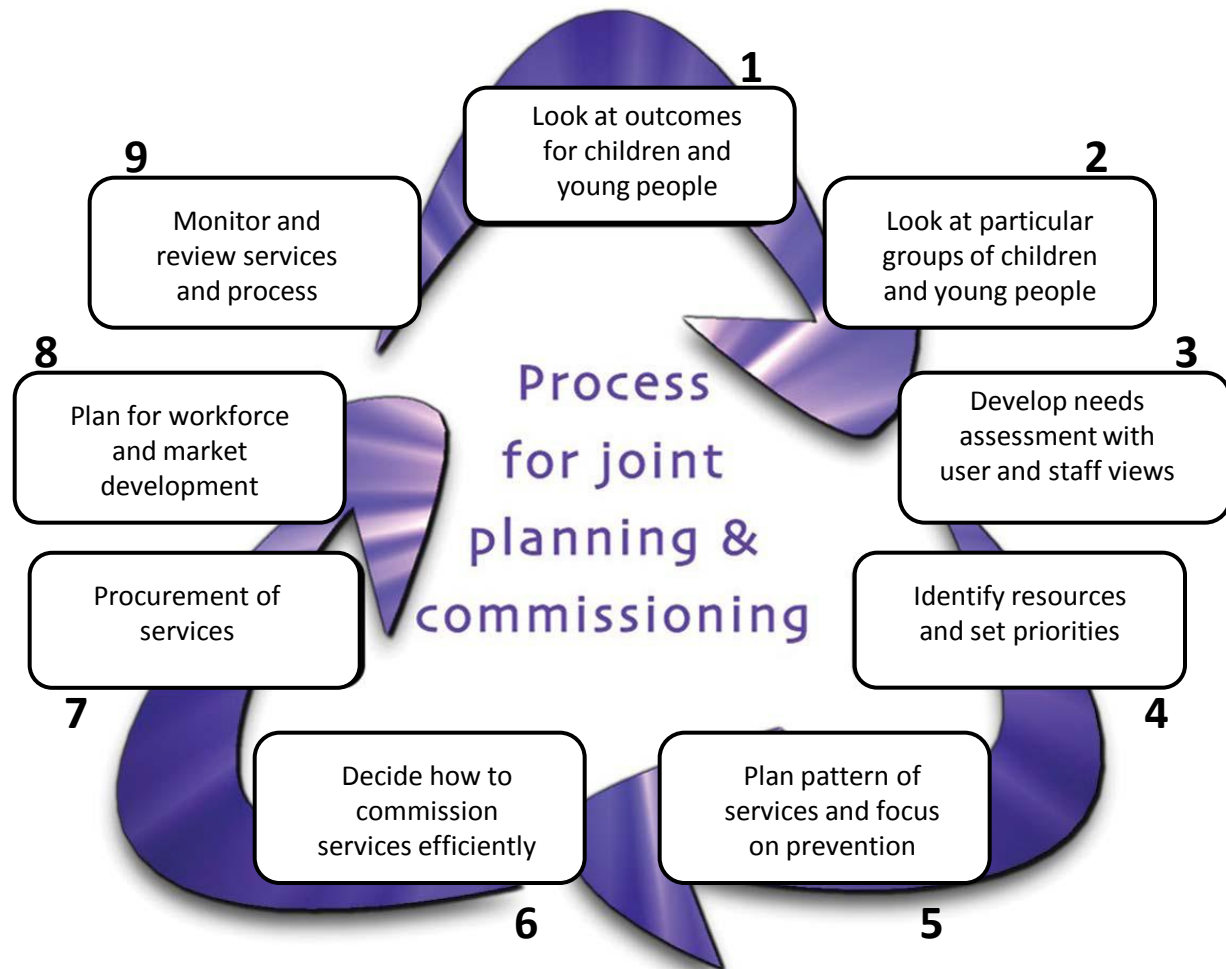 1
Look at outcomes
for children and
young people
2
Look at particular
groups of children
and young people
3
Develop needs
assessment with
user and staff views
4
Identify resources
and set priorities
5
Plan pattern of
services and focus
on prevention
6
Decide how to
commission
services efficiently
7
Procurement of
services
8
Plan for workforce
and market
development
9
Monitor and
review services
and process
Process
for joint
planning &
commissioning